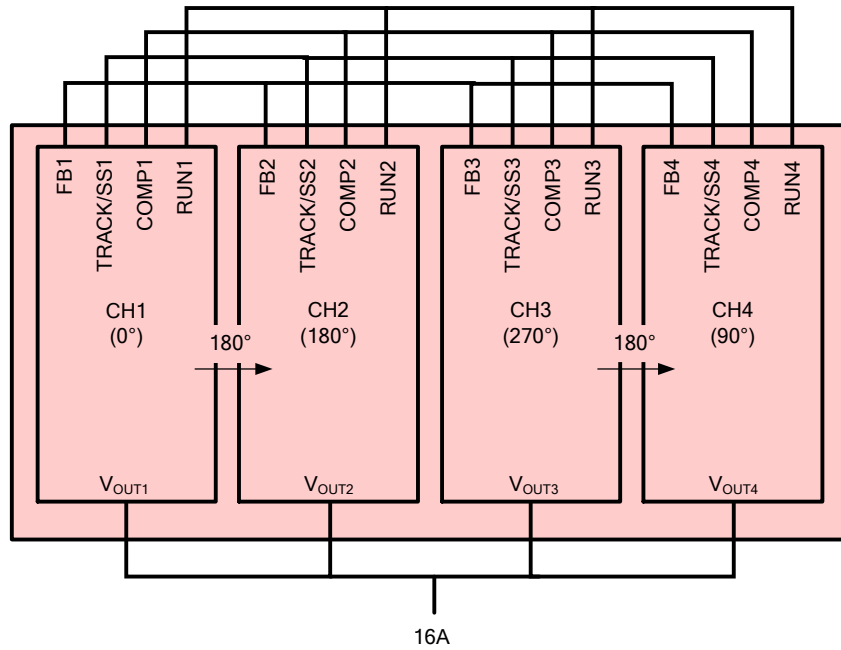 FB1
TRACK/SS1
COMP1
RUN1
FB2
TRACK/SS2
COMP2
RUN2
FB3
TRACK/SS3
COMP3
RUN3
FB4
TRACK/SS4
COMP4
RUN4
CH1
(0°)
180°
CH2
(180°)
CH3
(270°)
180°
CH4
(90°)
VOUT1
VOUT2
VOUT3
VOUT4
16A